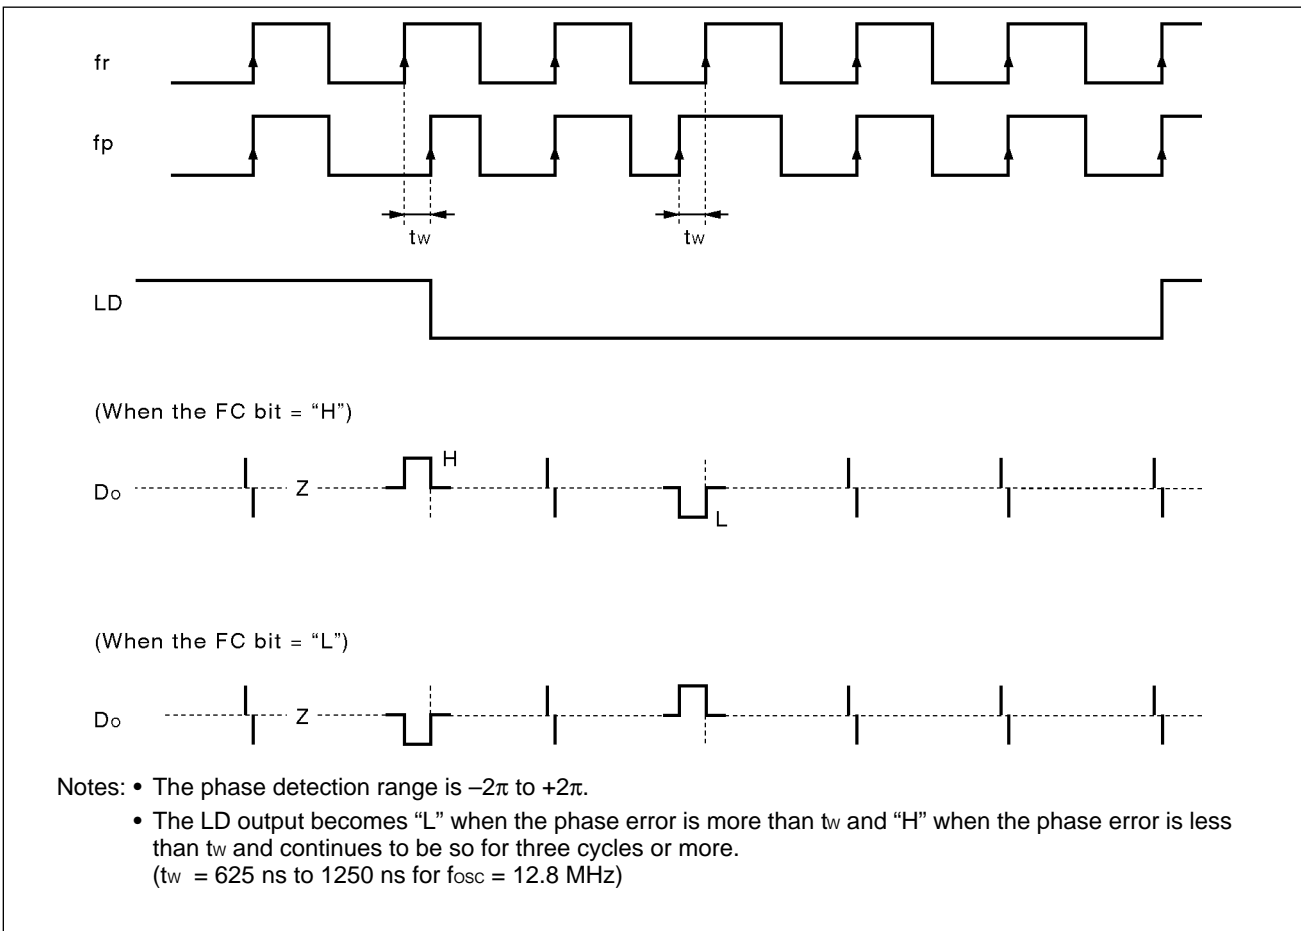 fr
fp
tw tw
LD
(When the FC bit = “H”)
H
Do Z
L
(When the FC bit = “L”)
Do Z
Notes: • The phase detection range is –2π to +2π.
• The LD output becomes “L” when the phase error is more than tw and “H” when the phase error is less
than tw and continues to be so for three cycles or more.
(tw = 625 ns to 1250 ns for fosc = 12.8 MHz)